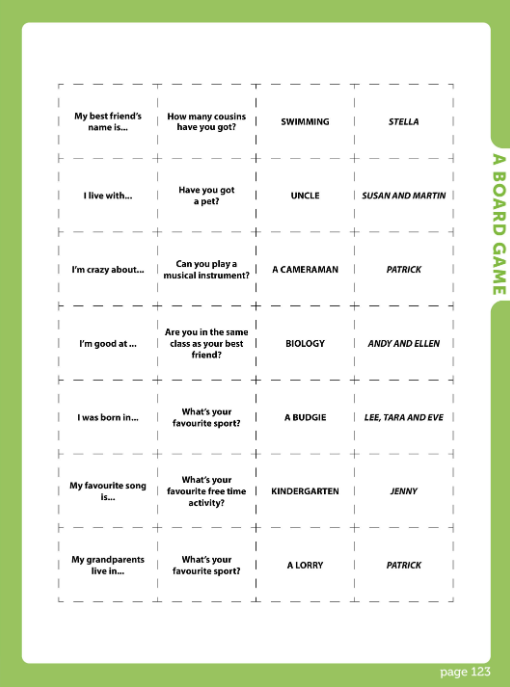 My best friend's
name is...
How many cousins
have you got?
SWIMMING
STELLA
I live with...
Have you got
a pet?
UNCLE
SUSAN AND MARTIN
I'm crazy about...
Can you play a
musical instrument?
A CAMERAMAN
PATRICK
I'm good at ...
Are you in the same
class as your best
friend?
BIOLOGY
ANDY AND ELLEN
I was born in...
What's your
favourite sport?
A BUDGIE
LEE, TARA AND EVE
My favourite song
is...
What's your
favourite free time
activity?
KINDERGARTEN
JENNY
My grandparents
live in...
What's your
favourite sport?
A LORRY
PATRICK
A BOARD GAME
page 123